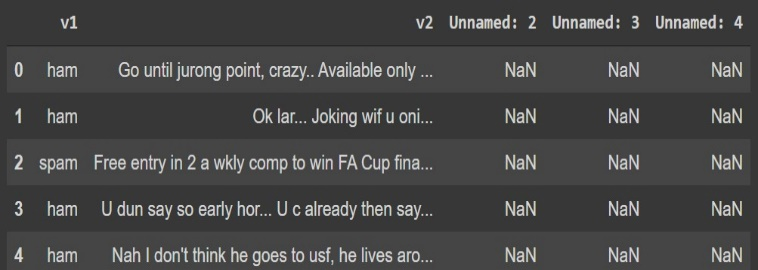 v1 v2 Unnamed: 2 Unnamed: 3 Unnamed: 4
0 ham Go until jurong point, crazy.. Available only ... NaN NaN NaN
1 ham Ok lar... Joking wif u oni... NaN NaN NaN
2 spam Free entry in 2 a wkly comp to win FA Cup fina... NaN NaN NaN
3 ham U dun say so early hor... U c already then say... NaN NaN NaN
4 ham Nah I don't think he goes to usf, he lives aro... NaN NaN NaN